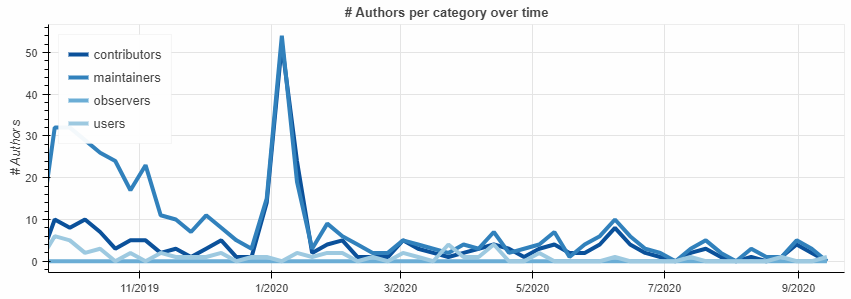 # Authors per category over time
# Authors
50
40
30
20
10
0
contributors
maintainers
observers
users
11/2019
1/2020
3/2020
5/2020
7/2020
9/2020